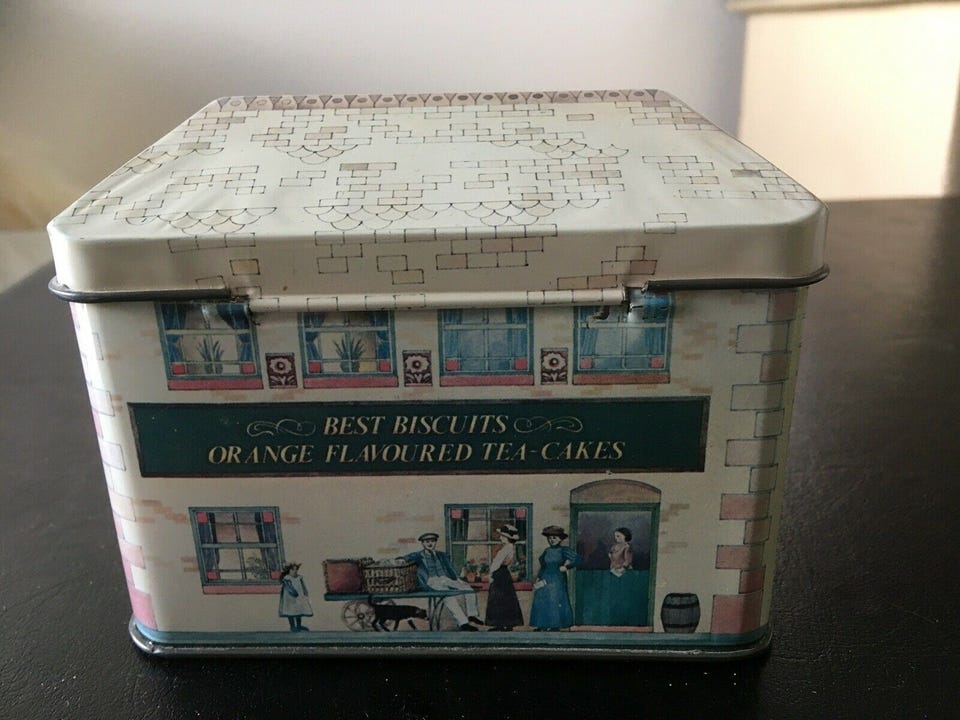 BEST BISCUITS
ORANGE FLAVOURED TEA-CAKES